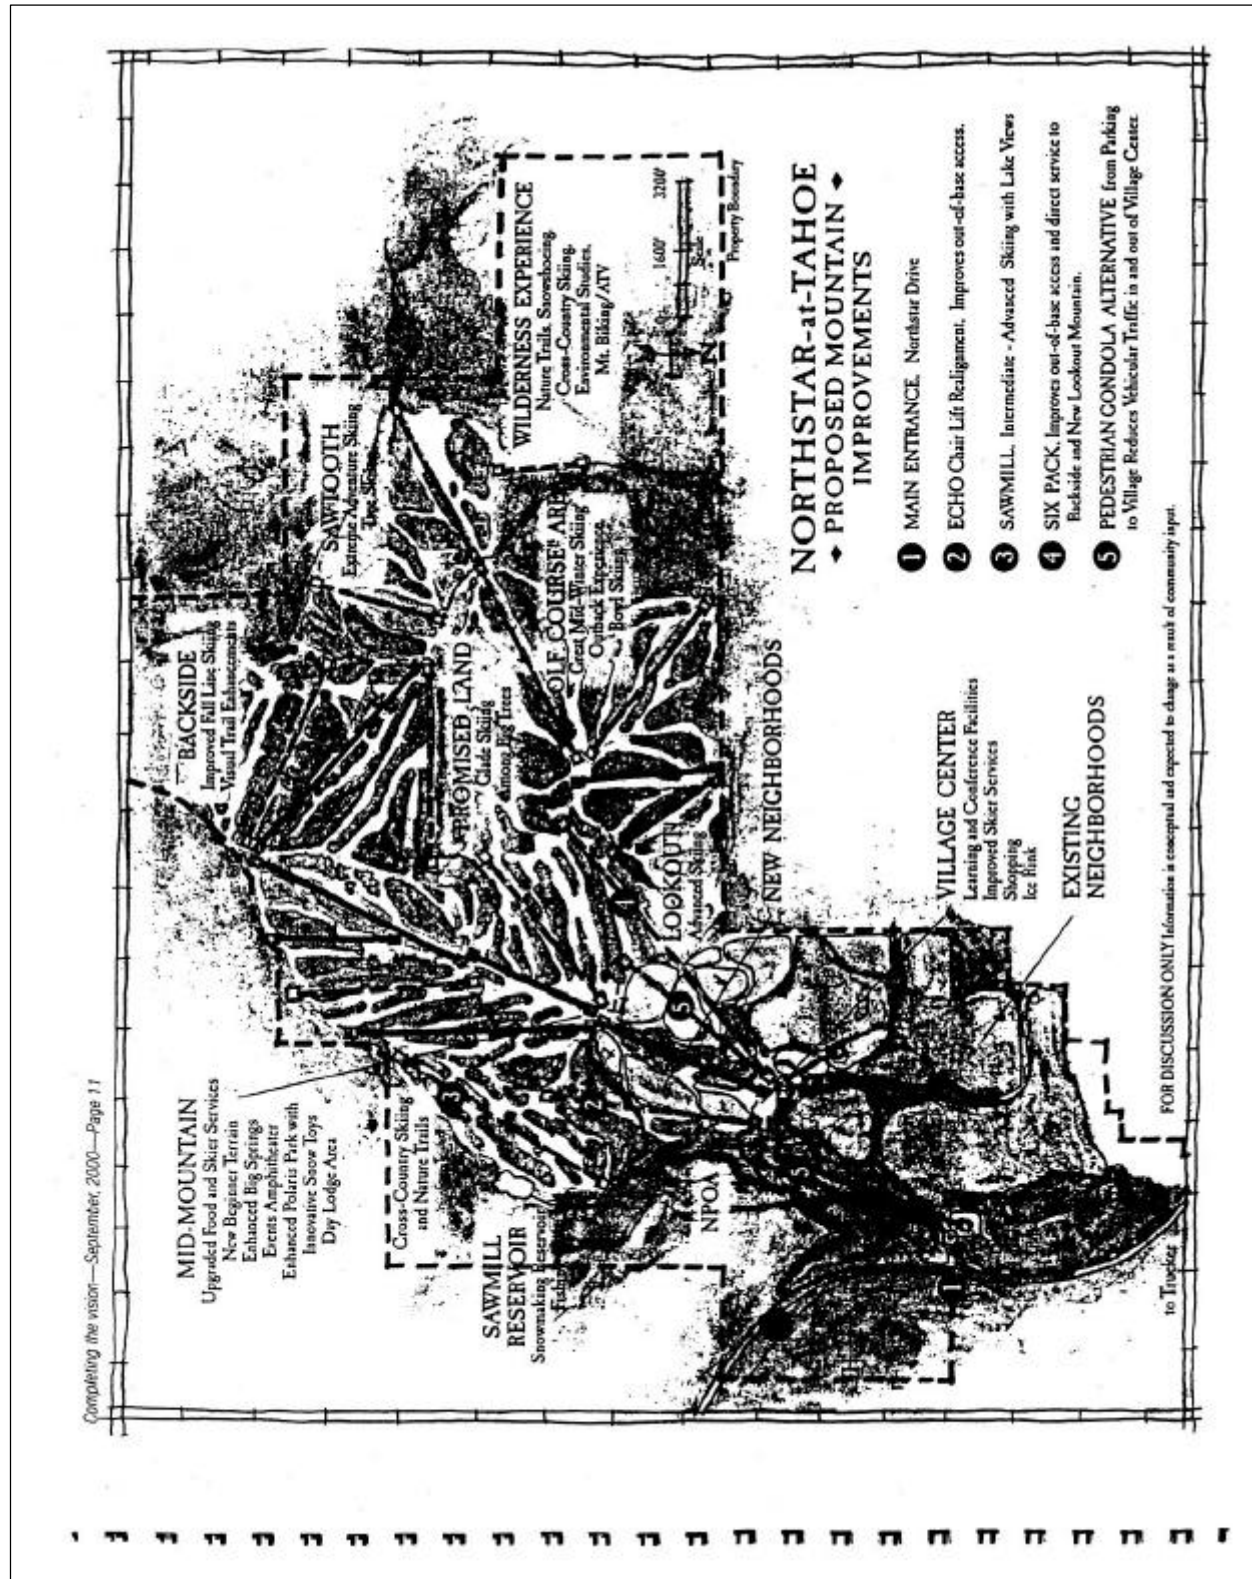 Completing the vision—September, 2000—Page 11
MID-MOUNTAIN
Upgraded Food and Skier Services
New Beginner Terrain
Enhanced Big Springs
Events Amphitheater
Enhanced Polaris Park with
Innovative Snow Toys
Day Lodge Area
BACKSIDE
Improved Fall Line Skiing
Visual Trail Enhancements
SAWTOOTH
Extreme Adventure Skiing
Tree Skiing
WILDERNESS EXPERIENCE
Nature Trails, Snowshoeing,
Cross-Country Skiing,
Environmental Studies,
Mt. Biking/ATV
1600' 3200'
Scale
Property Boundary
Cross-Country Skiing
and Nature Trails
SAWMILL
RESERVOIR
Snowmaking Reservoir
PROMISED LAND
Glade Skiing
Among Big Trees
GOLF COURSE
Great Mid-Winter Skiing
Outback Experience
Bowl Skiing
LOOKOUT
Advanced Skiing
NPOA
NEW NEIGHBORHOODS
VILLAGE CENTER
Learning and Conference Facilities
Improved Skier Services
Shopping
Ice Rink
EXISTING
NEIGHBORHOODS
2
3
4
5
1
N
NORTHSTAR-at-TAHOE
PROPOSED MOUNTAIN
IMPROVEMENTS
1 MAIN ENTRANCE. Northstar Drive
2 ECHO Chair Lift Realignment. Improves out-of-base access.
3 SAWMILL. Intermediate - Advanced Skiing with Lake Views
4 SIX PACK. Improves out-of-base access and direct service to
Backside and New Lookout Mountain.
5 PEDESTRIAN GONDOLA ALTERNATIVE from Parking
to Village Reduces Vehicular Traffic in and out of Village Center.
to Truckee
FOR DISCUSSION ONLY Information is conceptual and expected to change as a result of community input.